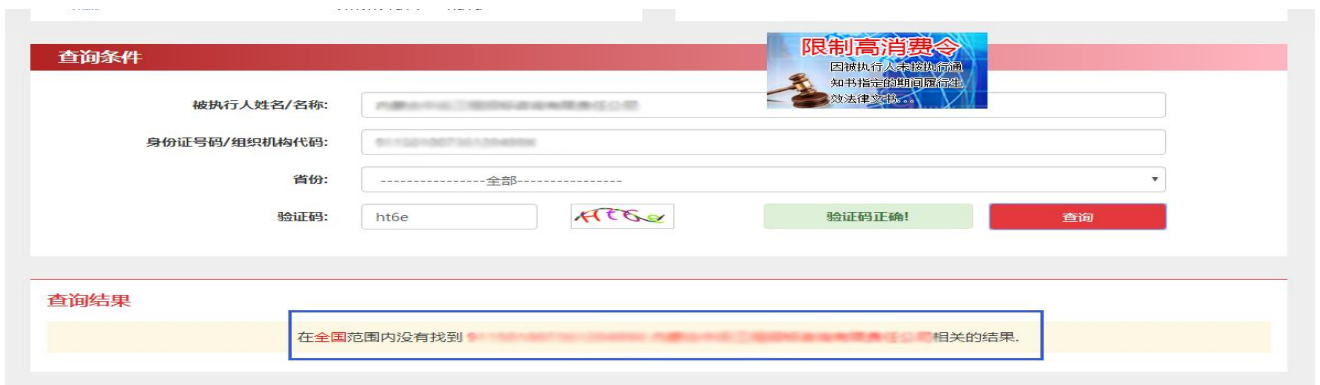 查询条件
限制高消费令
因被执行人未按执行通
知书指定的期间履行生
效法律文书...
被执行人姓名/名称:
身份证号码/组织机构代码:
省份:
----------------全部----------------
验证码:
ht6e
Ht6e
验证码正确!
查询
查询结果
在全国范围内没有找到 相关的结果.